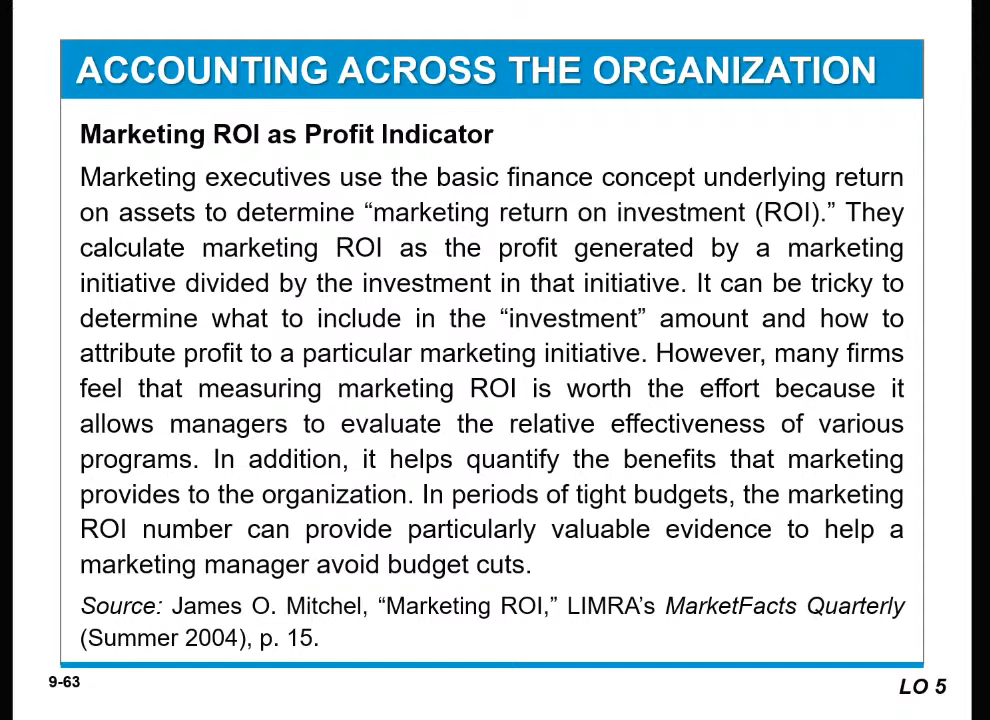 ACCOUNTING ACROSS THE ORGANIZATION
Marketing ROI as Profit Indicator
Marketing executives use the basic finance concept underlying return
on assets to determine “marketing return on investment (ROI).” They
calculate marketing ROI as the profit generated by a marketing
initiative divided by the investment in that initiative. It can be tricky to
determine what to include in the “investment” amount and how to
attribute profit to a particular marketing initiative. However, many firms
feel that measuring marketing ROI is worth the effort because it
allows managers to evaluate the relative effectiveness of various
programs. In addition, it helps quantify the benefits that marketing
provides to the organization. In periods of tight budgets, the marketing
ROI number can provide particularly valuable evidence to help a
marketing manager avoid budget cuts.
Source: James O. Mitchel, “Marketing ROI,” LIMRA’s MarketFacts Quarterly
(Summer 2004), p. 15.
9-63
LO 5